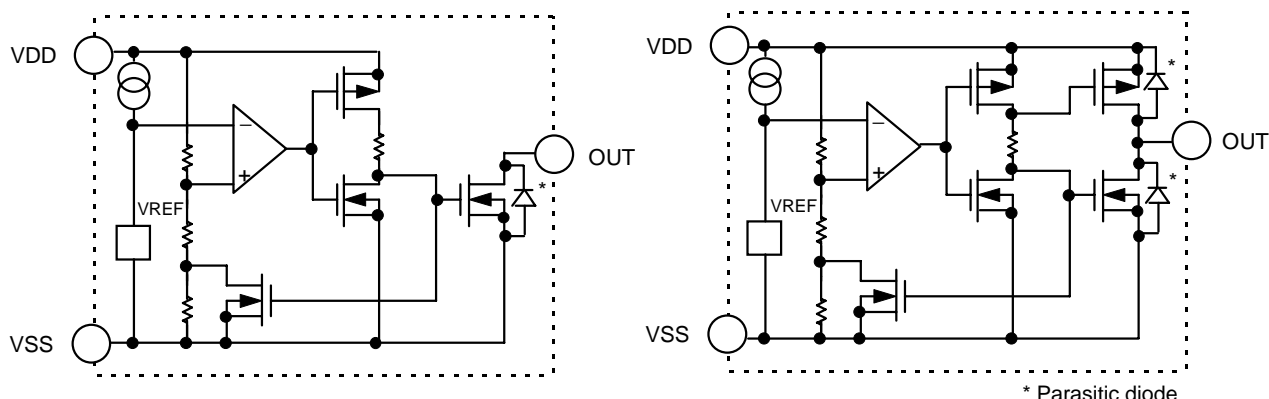 VDD
−
+
VREF
VSS
OUT
*
VDD
−
+
VREF
VSS
OUT
*
*
* Parasitic diode